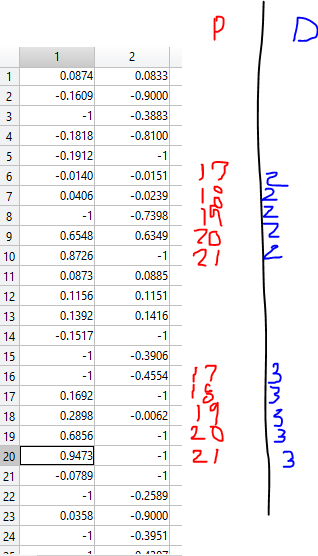 P D
1 2
1 0.0874 0.0833
2 -0.1609 -0.9000
3 -1 -0.3883
4 -0.1818 -0.8100
5 -0.1912 -1
6 -0.0140 -0.0151 17 2
7 0.0406 -0.0239 18 2
8 -1 -0.7398 19 2
9 0.6548 0.6349 20 2
10 0.8726 -1 21 2
11 0.0873 0.0885
12 0.1156 0.1151
13 0.1392 0.1416
14 -0.1517 -1
15 -1 -0.3906
16 -1 -0.4554 17 3
17 0.1692 -1 18 3
18 0.2898 -0.0062 19 3
19 0.6856 -1 20 3
20 0.9473 -1 21 3
21 -0.0789 -1
22 -1 -0.2589
23 0.0358 -0.9000
24 -1 -0.3951